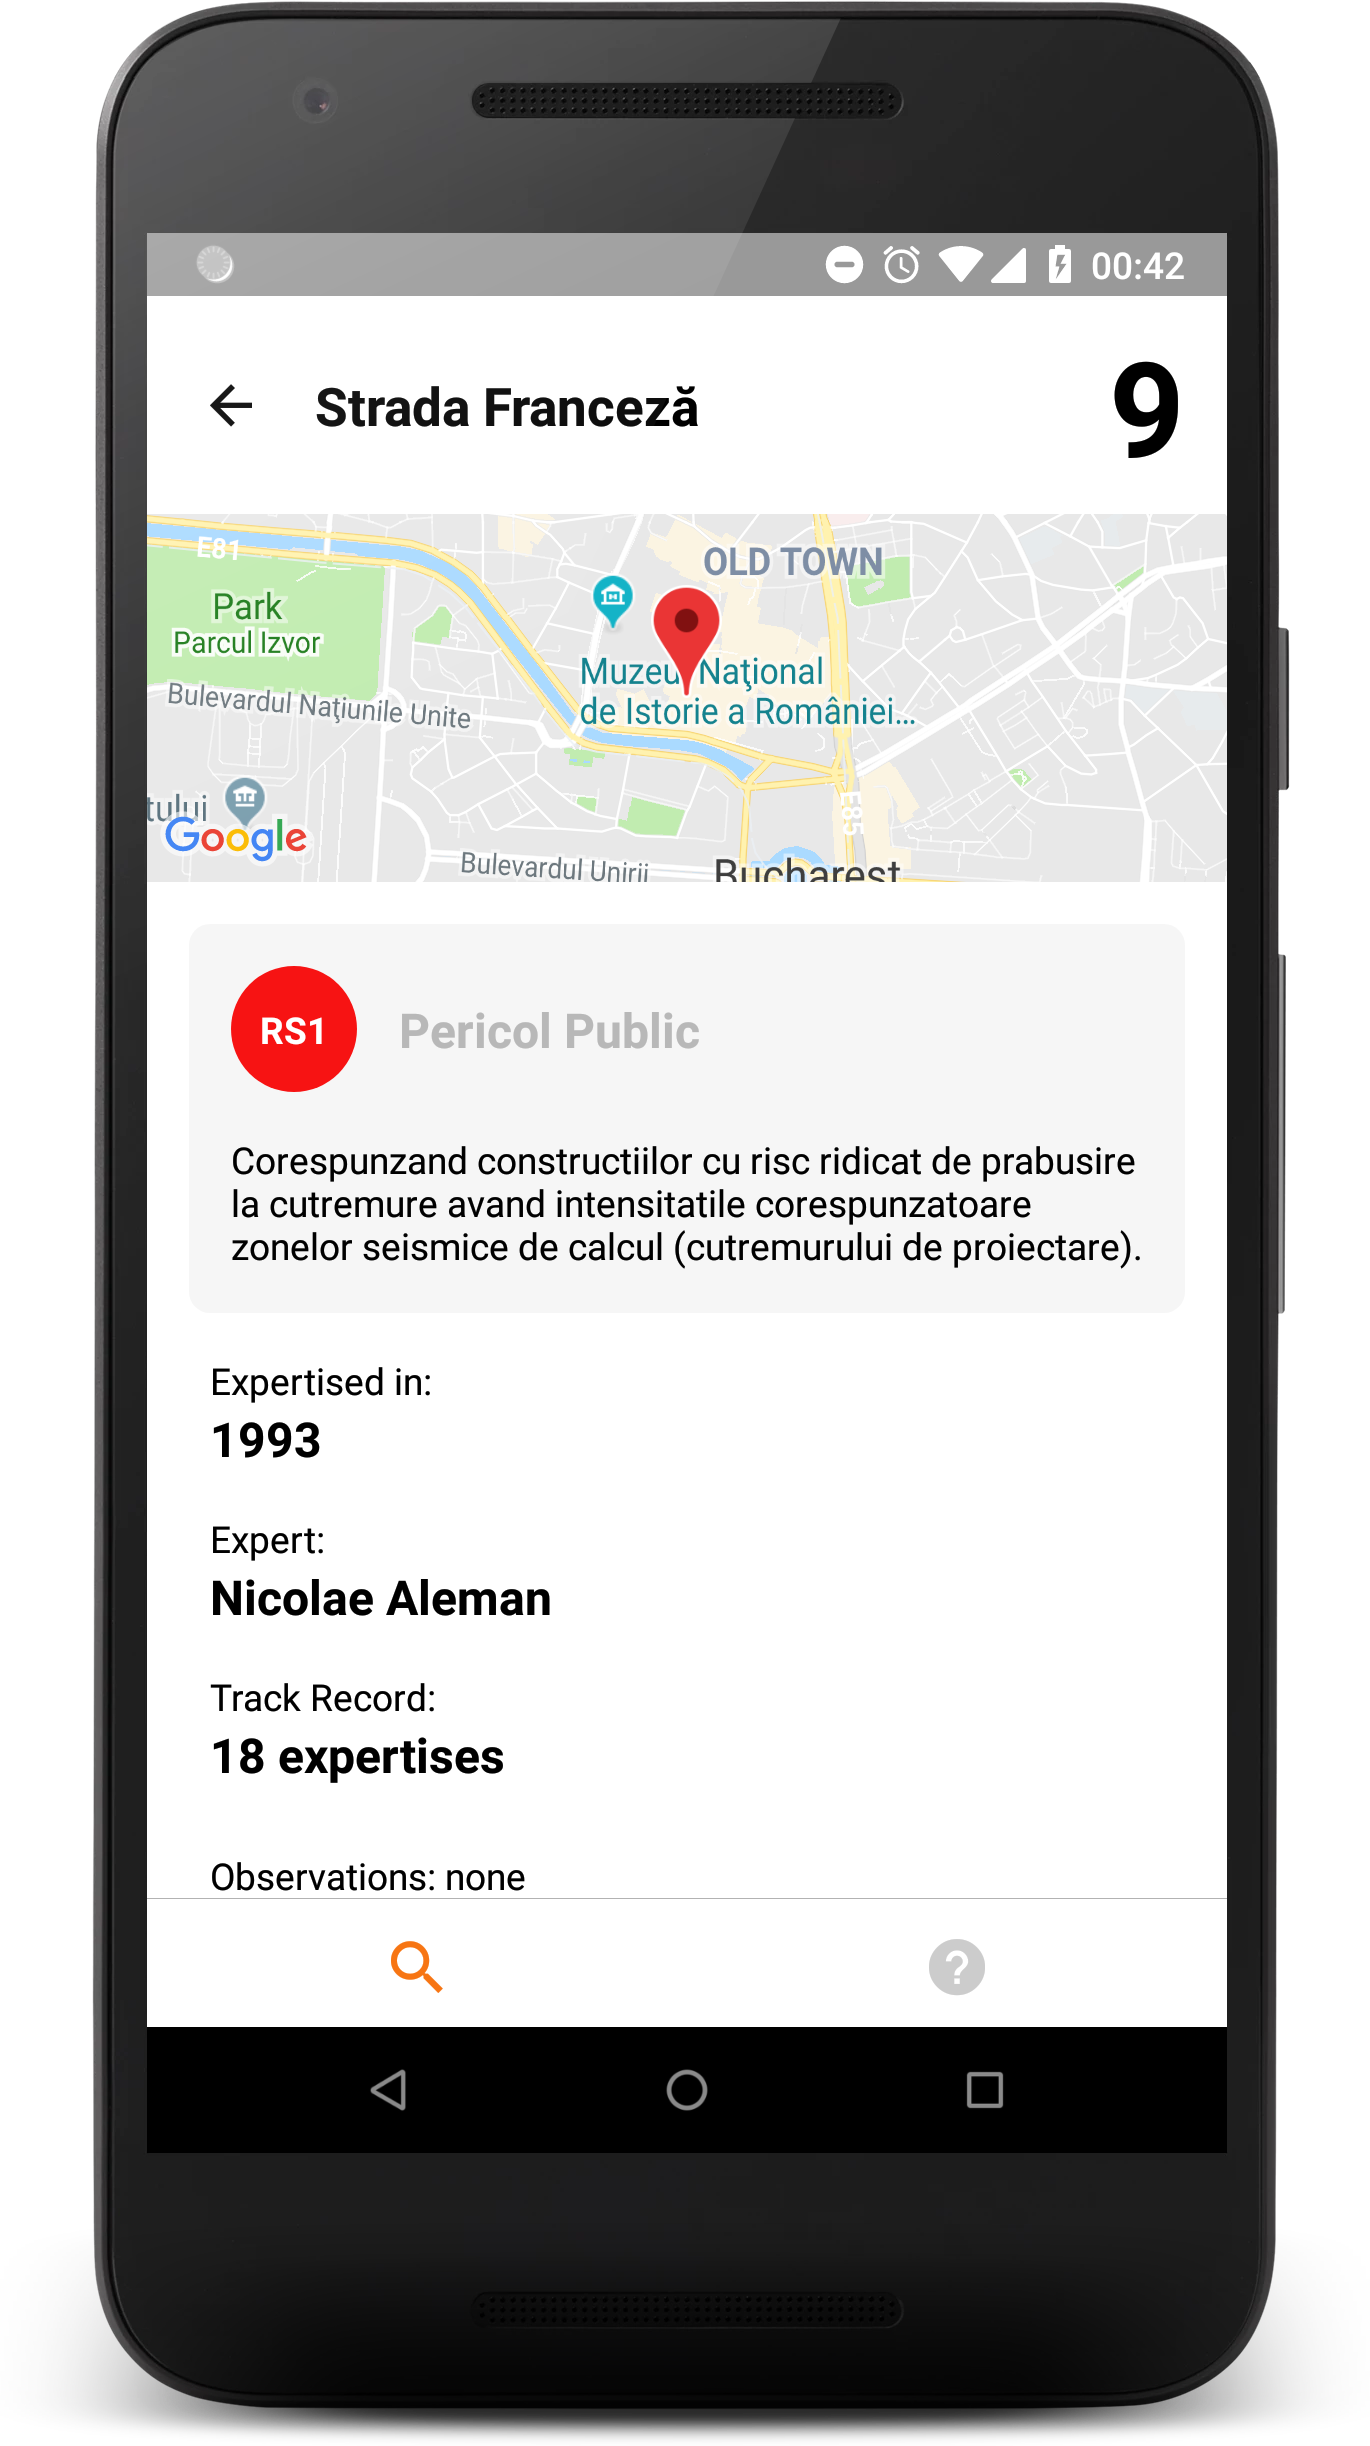 00:42
Strada Franceză
9
E81
OLD TOWN
Park
Parcul Izvor
Muzeul Naţional
de Istorie a României...
Bulevardul Naţiunile Unite
tului
Google
E85
Bulevardul Unirii
Bucharest
RS1
Pericol Public
Corespunzand constructiilor cu risc ridicat de prabusire
la cutremure avand intensitatile corespunzatoare
zonelor seismice de calcul (cutremurului de proiectare).
Expertised in:
1993
Expert:
Nicolae Aleman
Track Record:
18 expertises
Observations: none
?